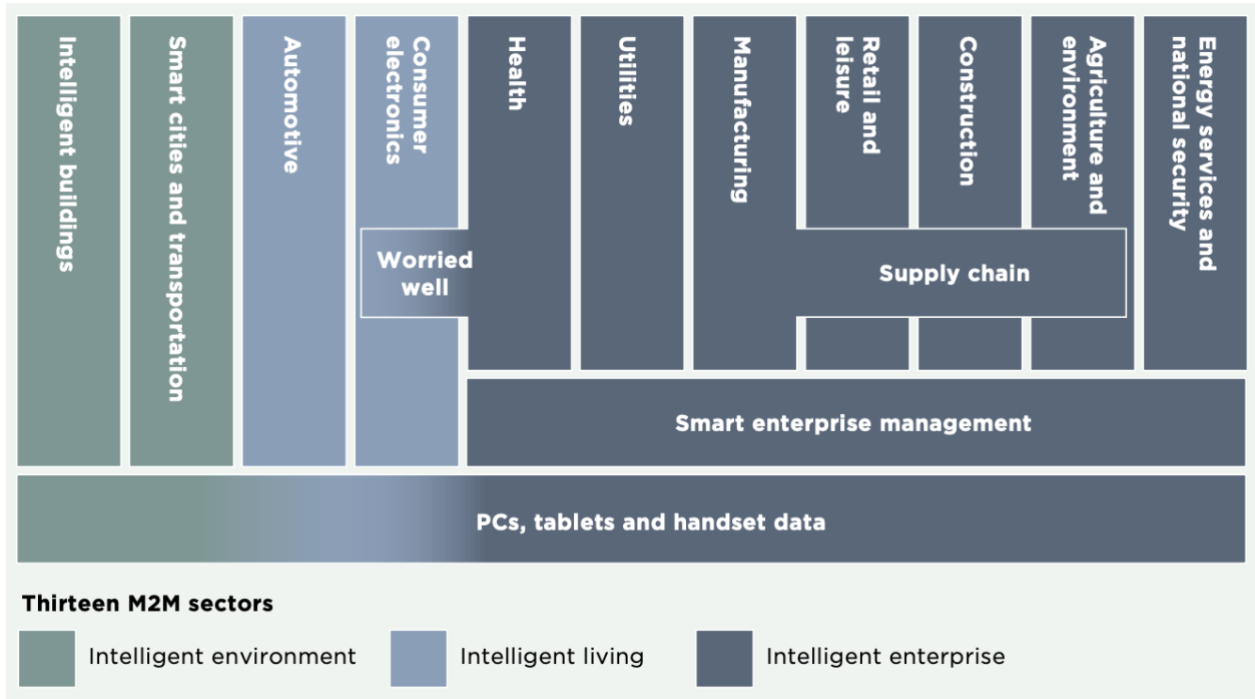 Intelligent buildings
Smart cities and transportation
Automotive
Consumer
electronics
Health
Utilities
Manufacturing
Retail and
leisure
Construction
Agriculture and
environment
Energy services and
national security
Worried
well
Supply chain
Smart enterprise management
PCs, tablets and handset data
Thirteen M2M sectors
Intelligent environment
Intelligent living
Intelligent enterprise